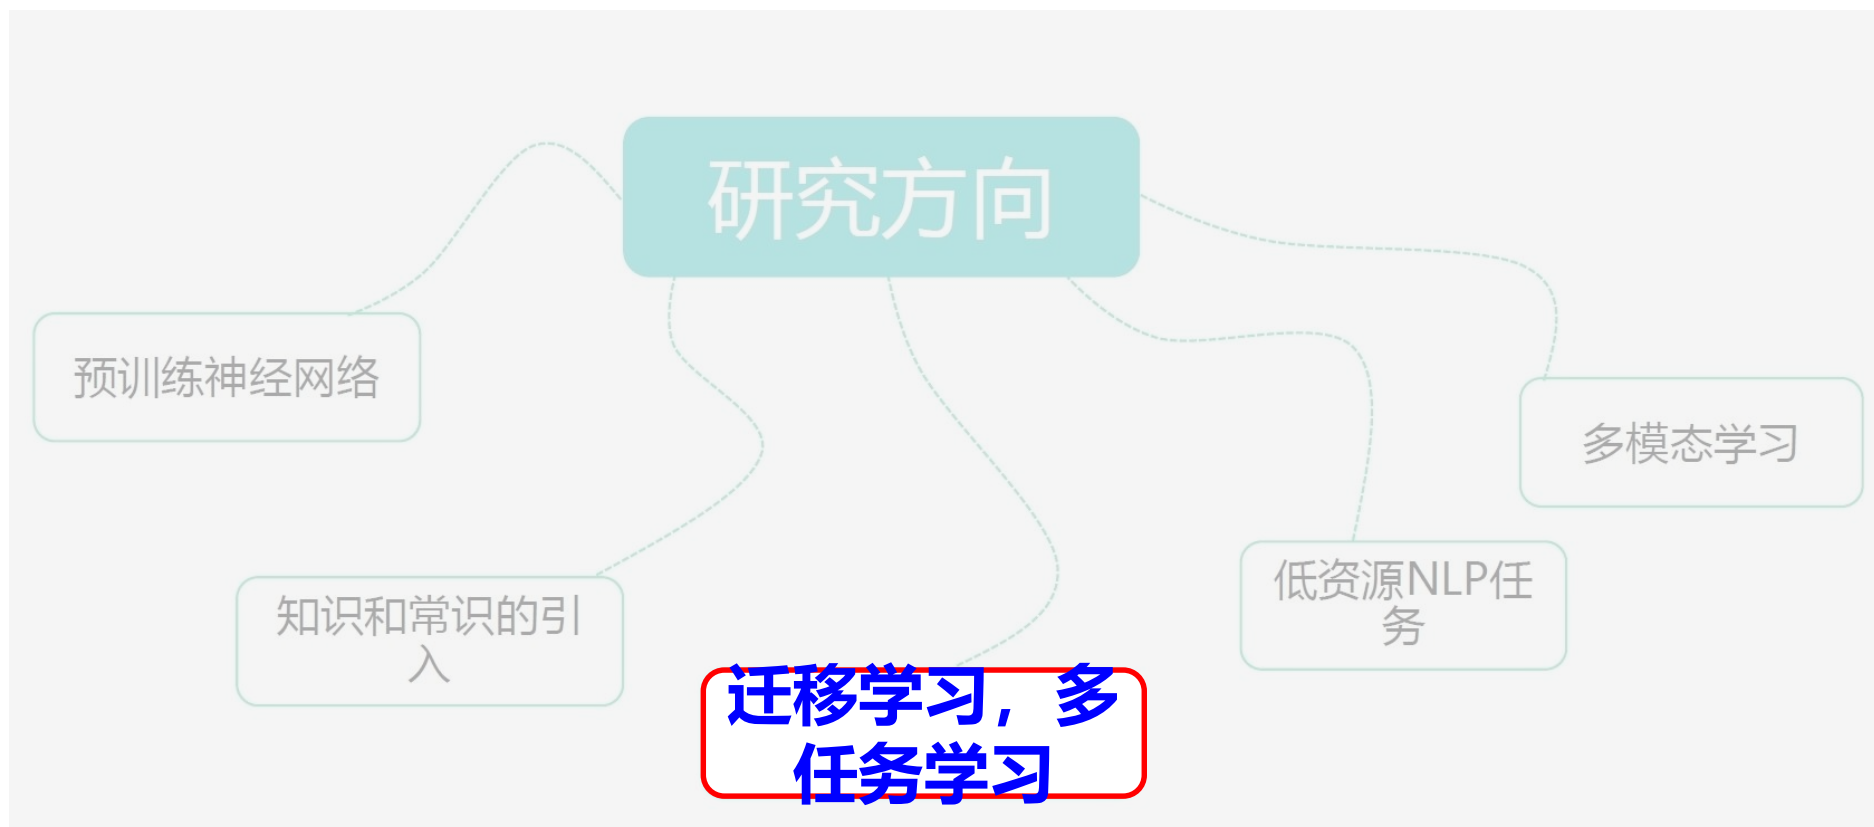 研究方向
预训练神经网络
多模态学习
低资源NLP任
务
知识和常识的引
入
迁移学习，多
任务学习